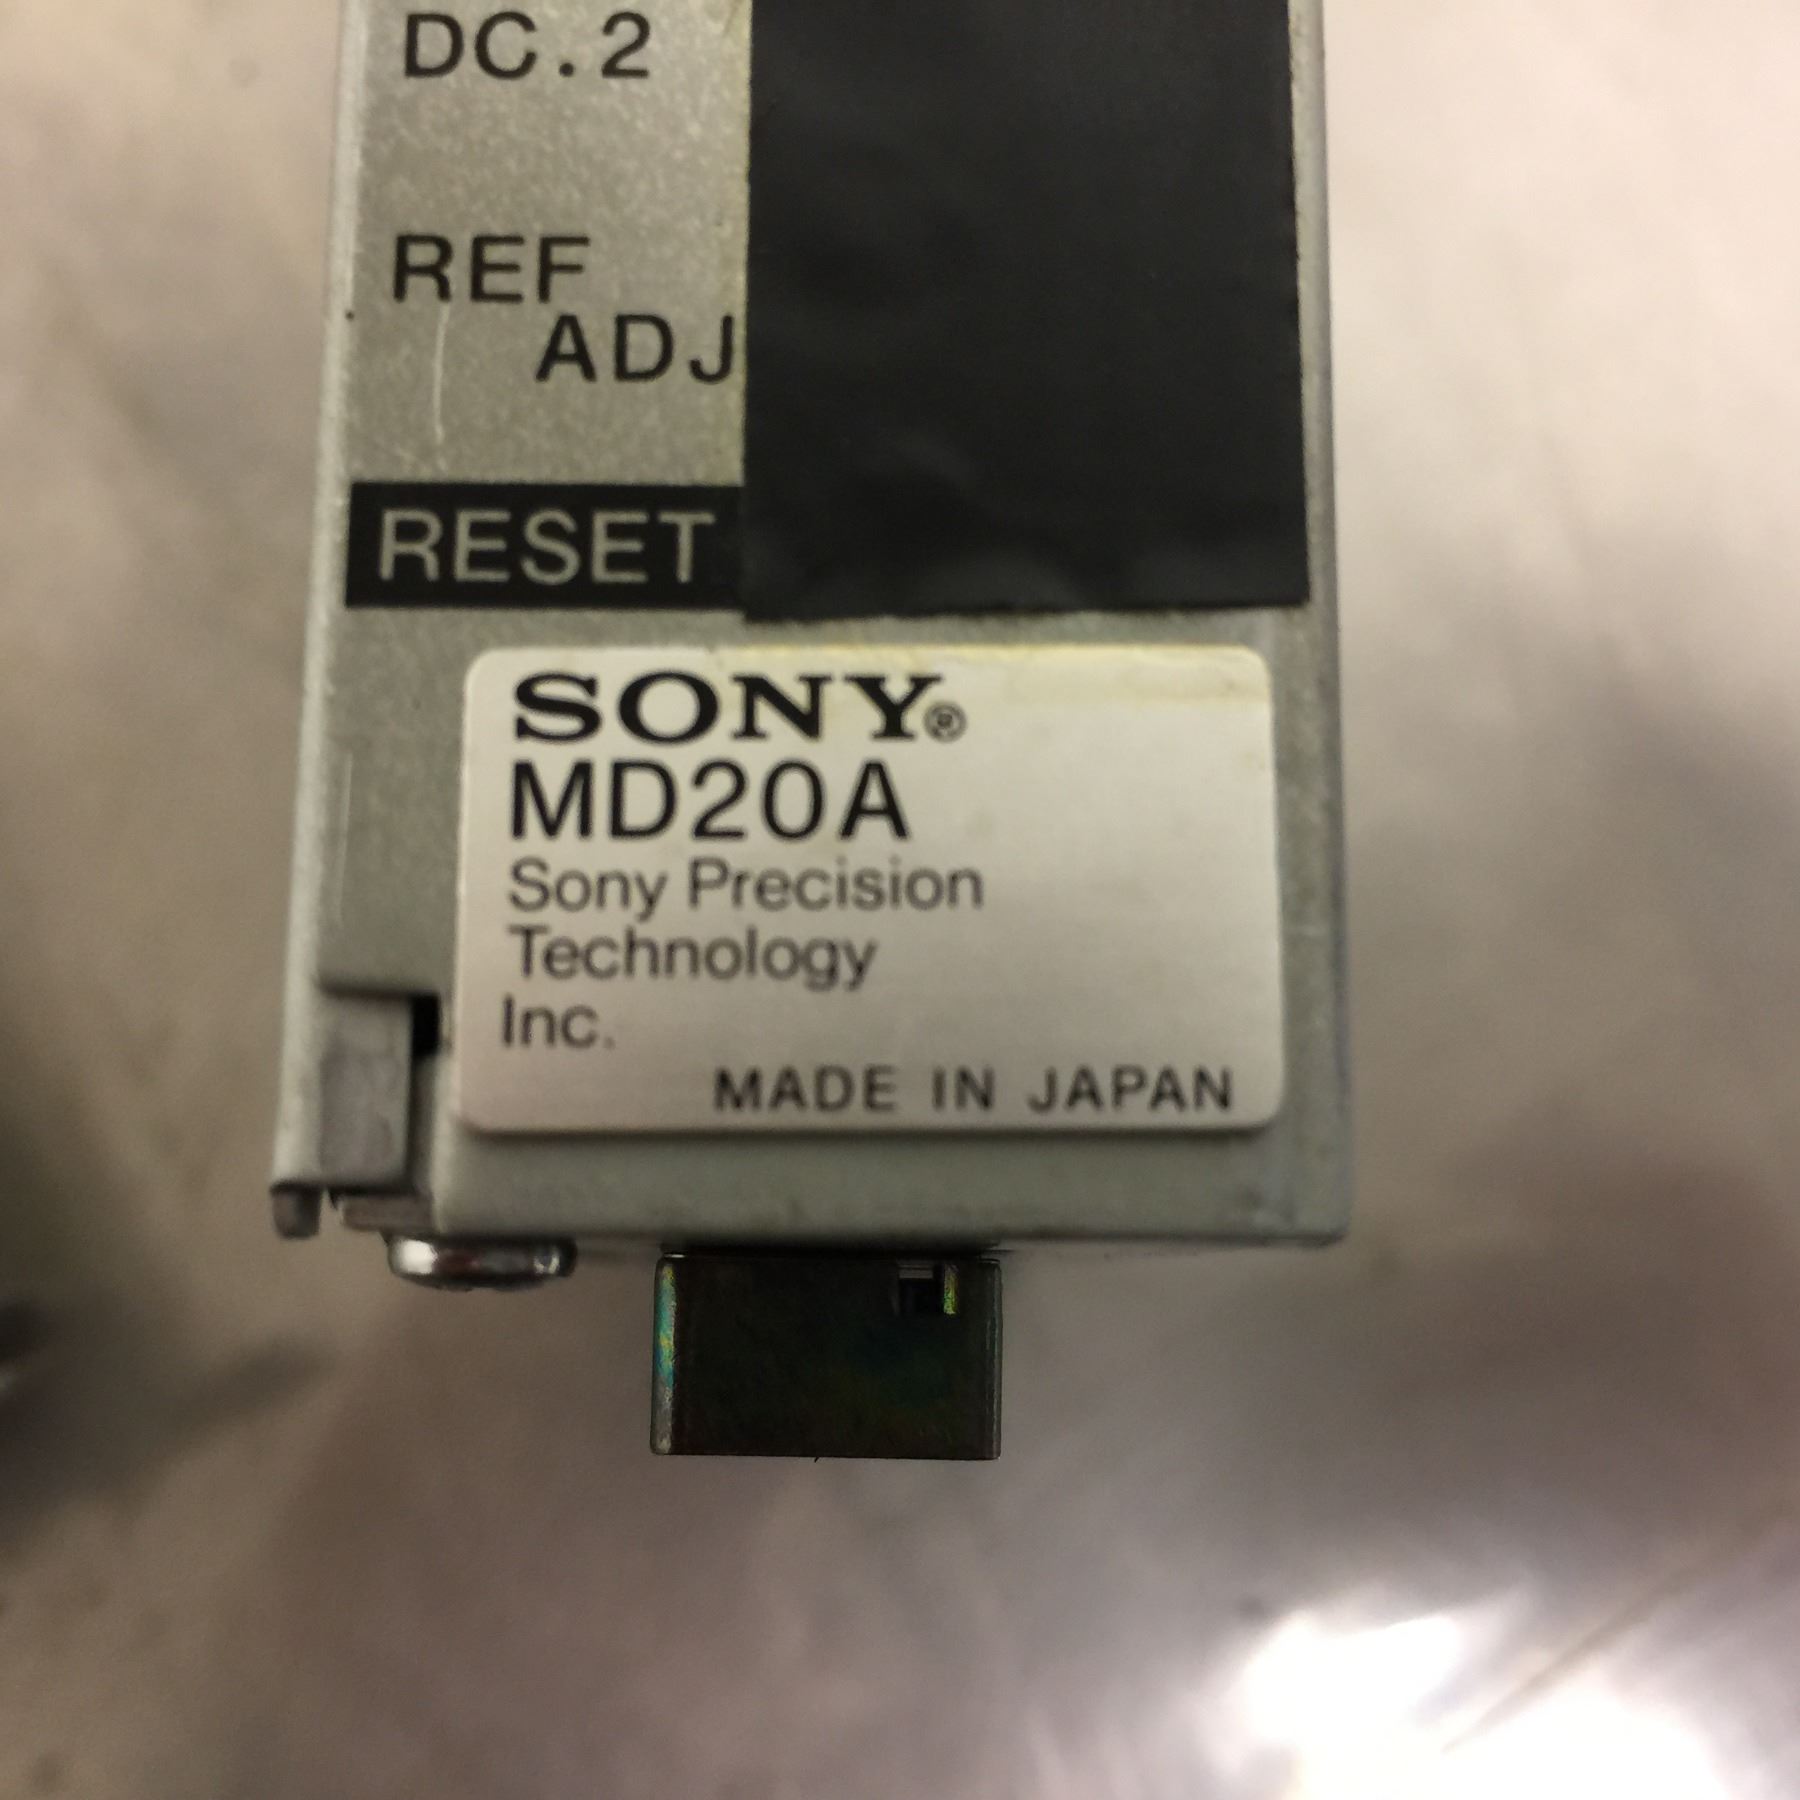 DC.2
REF
ADJ
RESET
SONY®
MD20A
Sony Precision
Technology
Inc.
MADE IN JAPAN